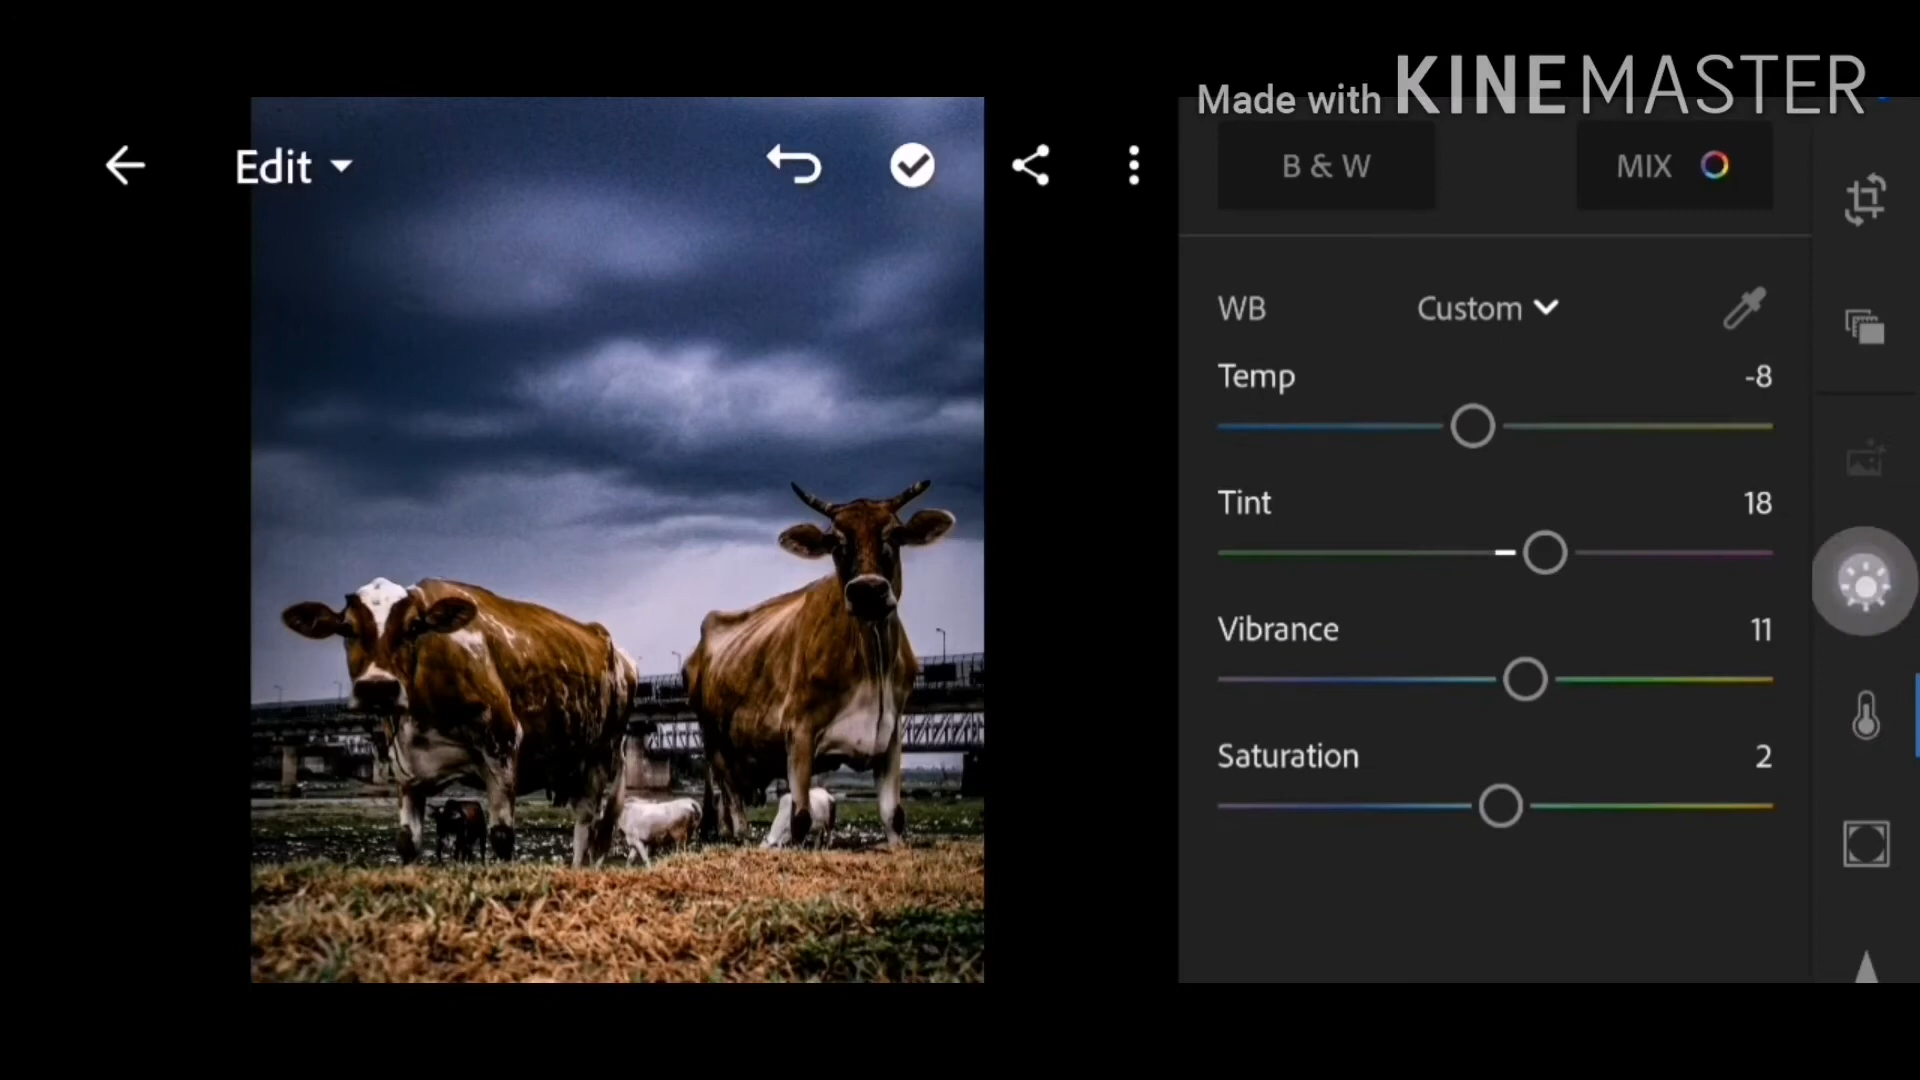 Made with KINEMASTER
Edit
B & W
MIX
WB
Custom
Temp
-8
Tint
18
Vibrance
11
Saturation
2